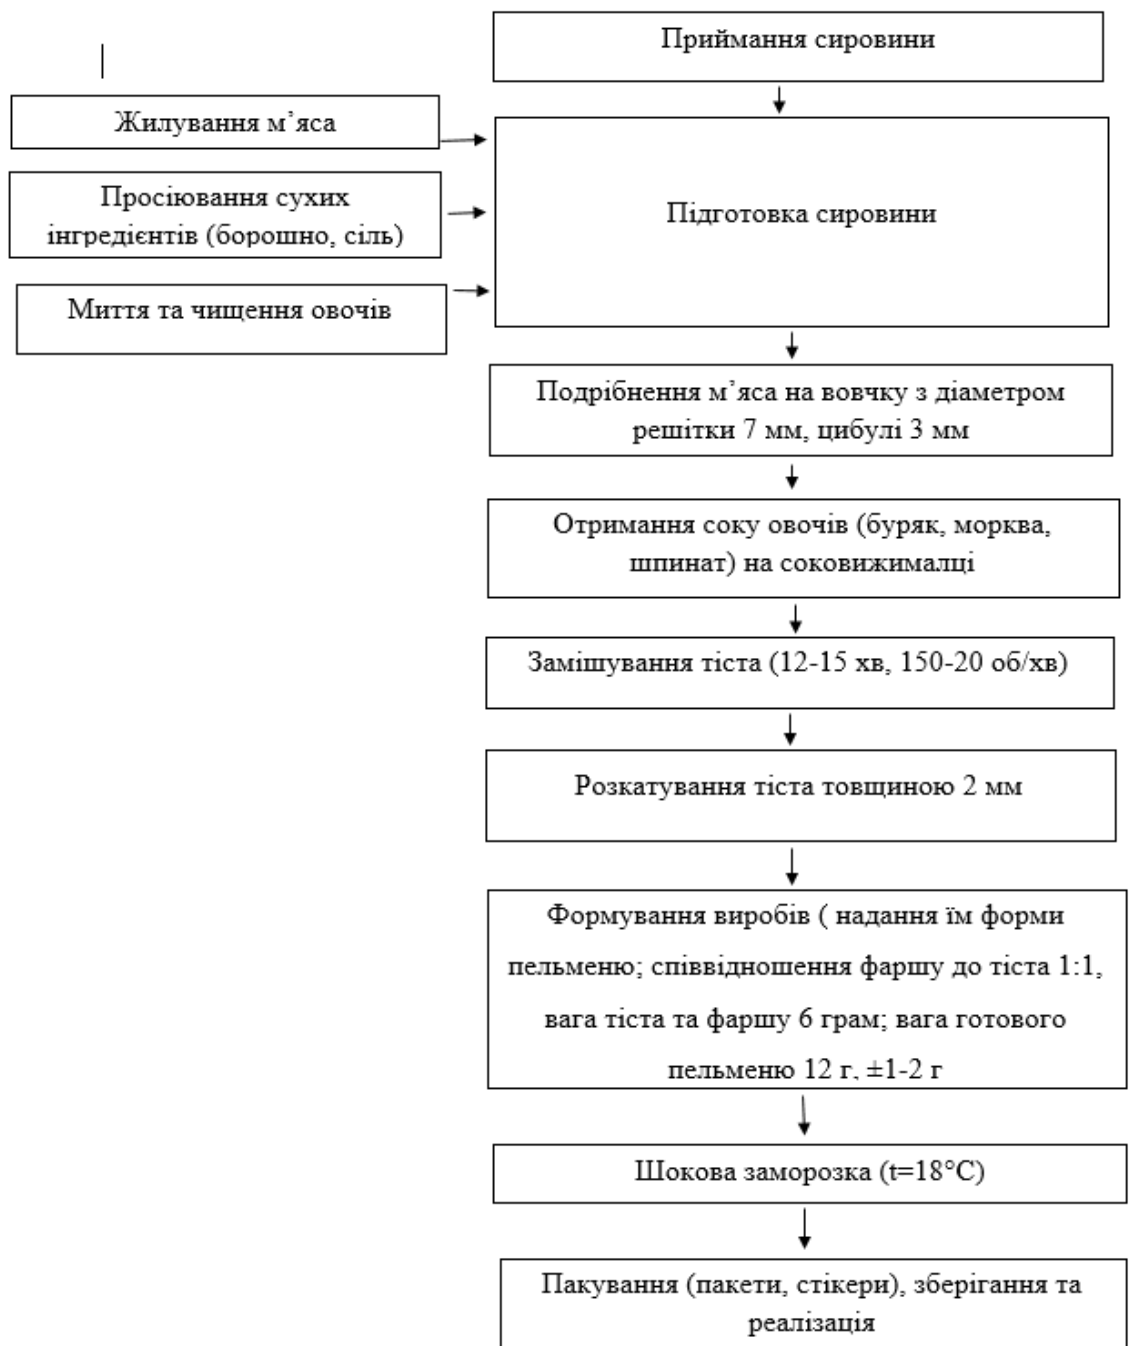 Приймання сировини
Жилування м’яса
Просіювання сухих
інгредієнтів (борошно, сіль)
Миття та чищення овочів
Підготовка сировини
Подрібнення м’яса на вовчку з діаметром
решітки 7 мм, цибулі 3 мм
Отримання соку овочів (буряк, морква,
шпинат) на соковижималці
Замішування тіста (12-15 хв, 150-20 об/хв)
Розкатування тіста товщиною 2 мм
Формування виробів ( надання їм форми
пельменю; співвідношення фаршу до тіста 1:1,
вага тіста та фаршу 6 грам; вага готового
пельменю 12 г, ±1-2 г
Шокова заморозка (t=18°C)
Пакування (пакети, стікери), зберігання та
реалізація